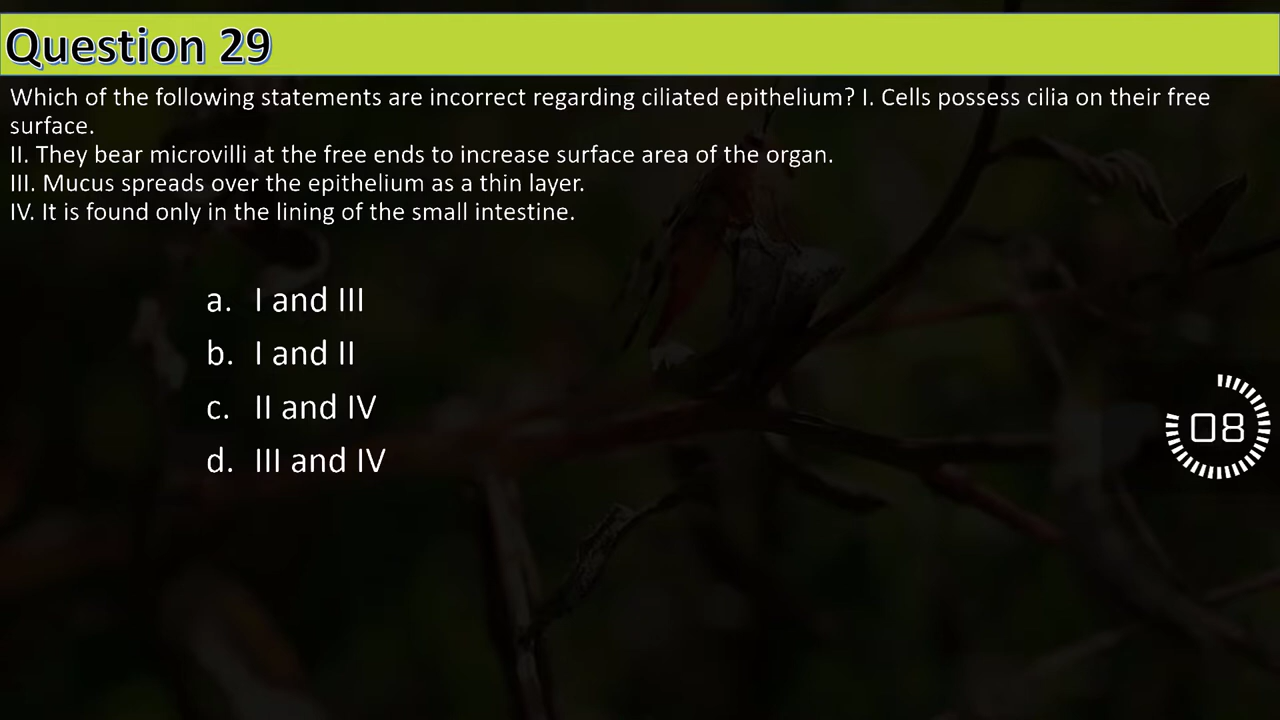 Question 29
Which of the following statements are incorrect regarding ciliated epithelium? I. Cells possess cilia on their free
surface.
II. They bear microvilli at the free ends to increase surface area of the organ.
III. Mucus spreads over the epithelium as a thin layer.
IV. It is found only in the lining of the small intestine.
a. I and III
b. I and II
c. II and IV
d. III and IV
08